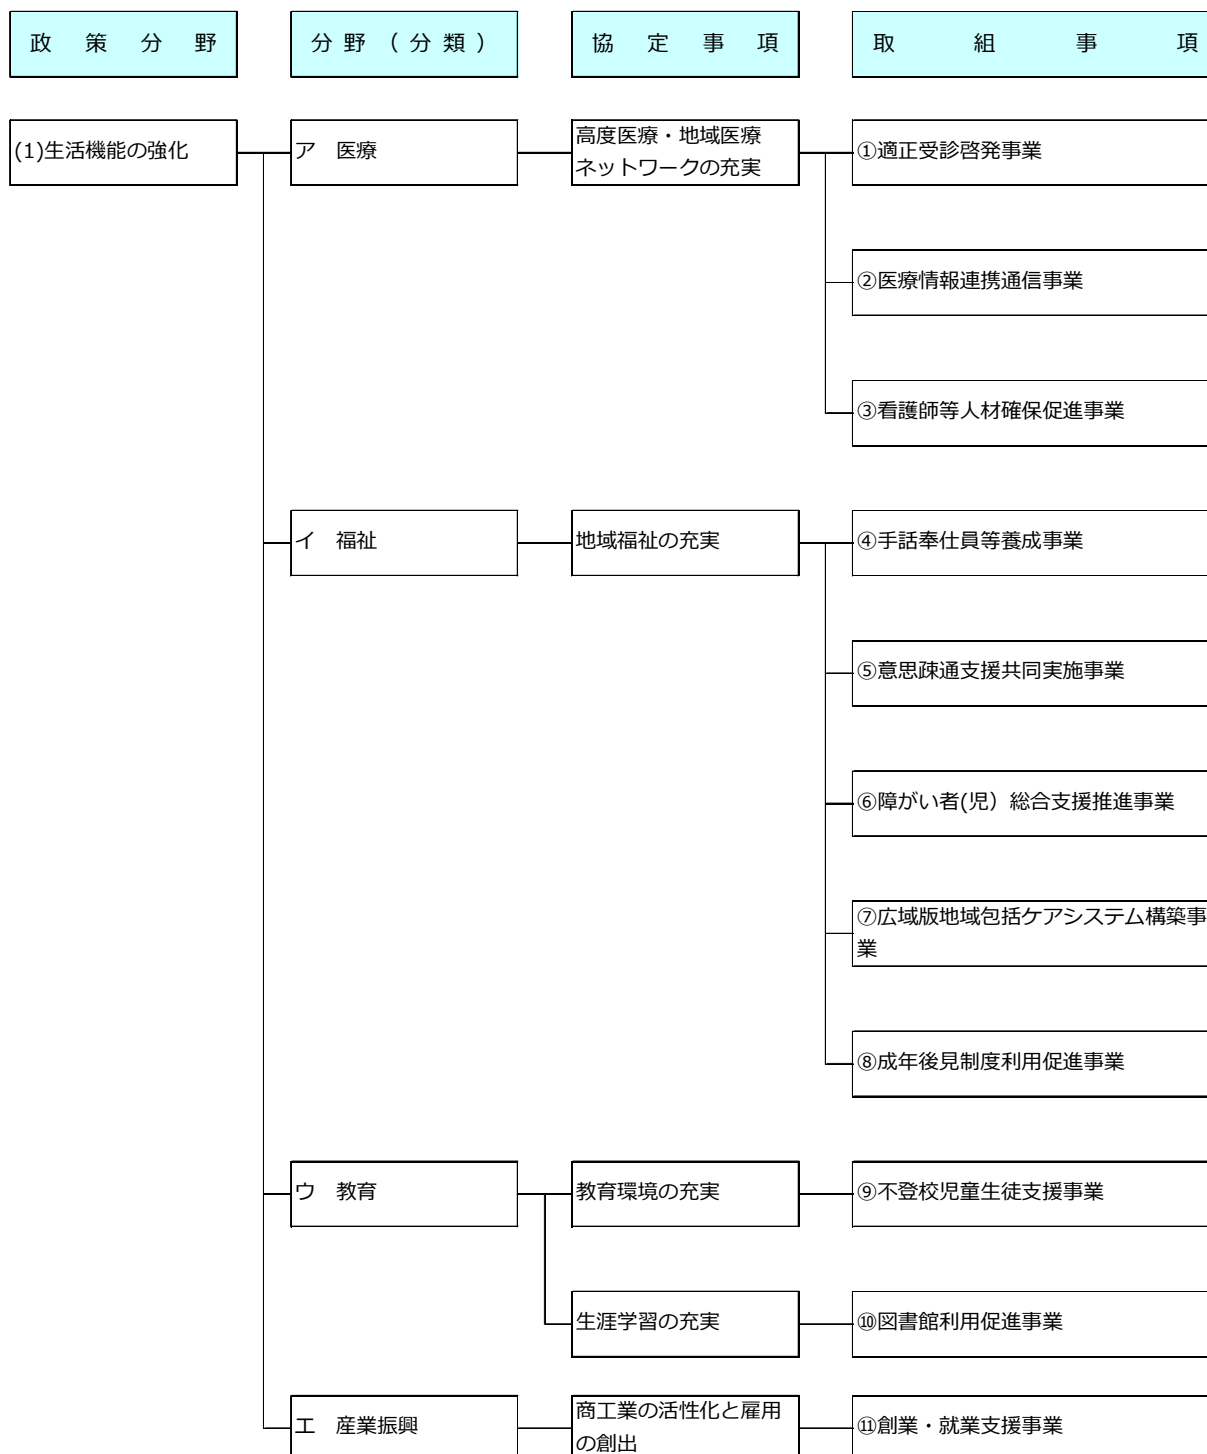 政策分野
分野（分類）
協定事項
取組事項
(1)生活機能の強化
ア　医療
高度医療・地域医療
ネットワークの充実
①適正受診啓発事業
②医療情報連携通信事業
③看護師等人材確保促進事業
イ　福祉
地域福祉の充実
④手話奉仕員等養成事業
⑤意思疎通支援共同実施事業
⑥障がい者(児）総合支援推進事業
⑦広域版地域包括ケアシステム構築事
業
⑧成年後見制度利用促進事業
ウ　教育
教育環境の充実
⑨不登校児童生徒支援事業
生涯学習の充実
⑩図書館利用促進事業
エ　産業振興
商工業の活性化と雇用
の創出
⑪創業・就業支援事業